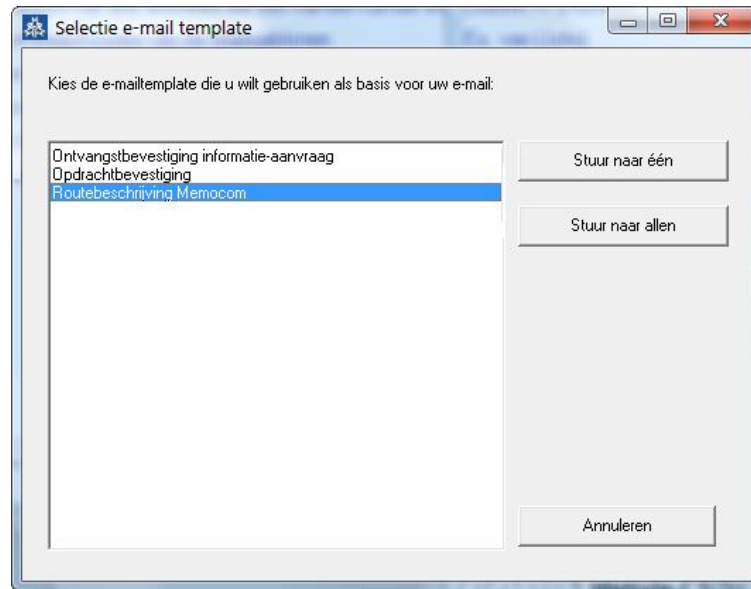 Selectie e-mail template
Kies de e-mailtemplate die u wilt gebruiken als basis voor uw e-mail:
Ontvangstbevestiging informatie-aanvraag
Opdrachtbevestiging
Routebeschrijving Memocom
Stuur naar één
Stuur naar allen
Annuleren